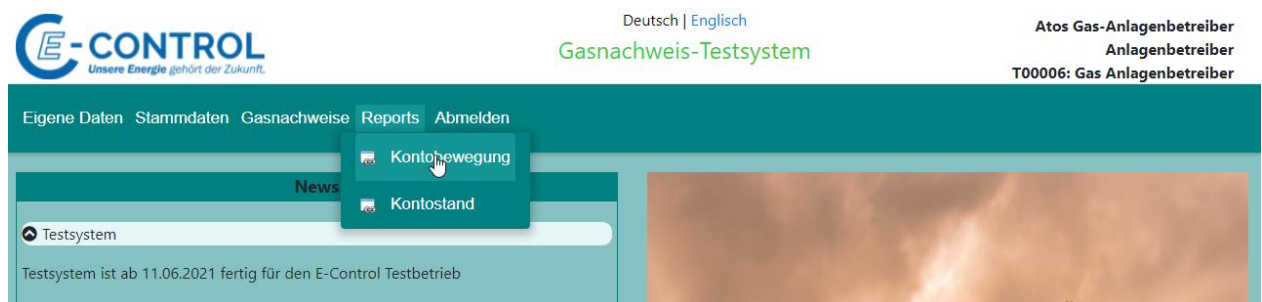 E-CONTROL
Unsere Energie gehört der Zukunft.
Deutsch | Englisch
Gasnachweis-Testsystem
Atos Gas-Anlagenbetreiber
Anlagenbetreiber
T00006: Gas Anlagenbetreiber
Eigene Daten Stammdaten Gasnachweise Reports Abmelden
Kontobewegung
Kontostand
News
Testsystem
Testsystem ist ab 11.06.2021 fertig für den E-Control Testbetrieb